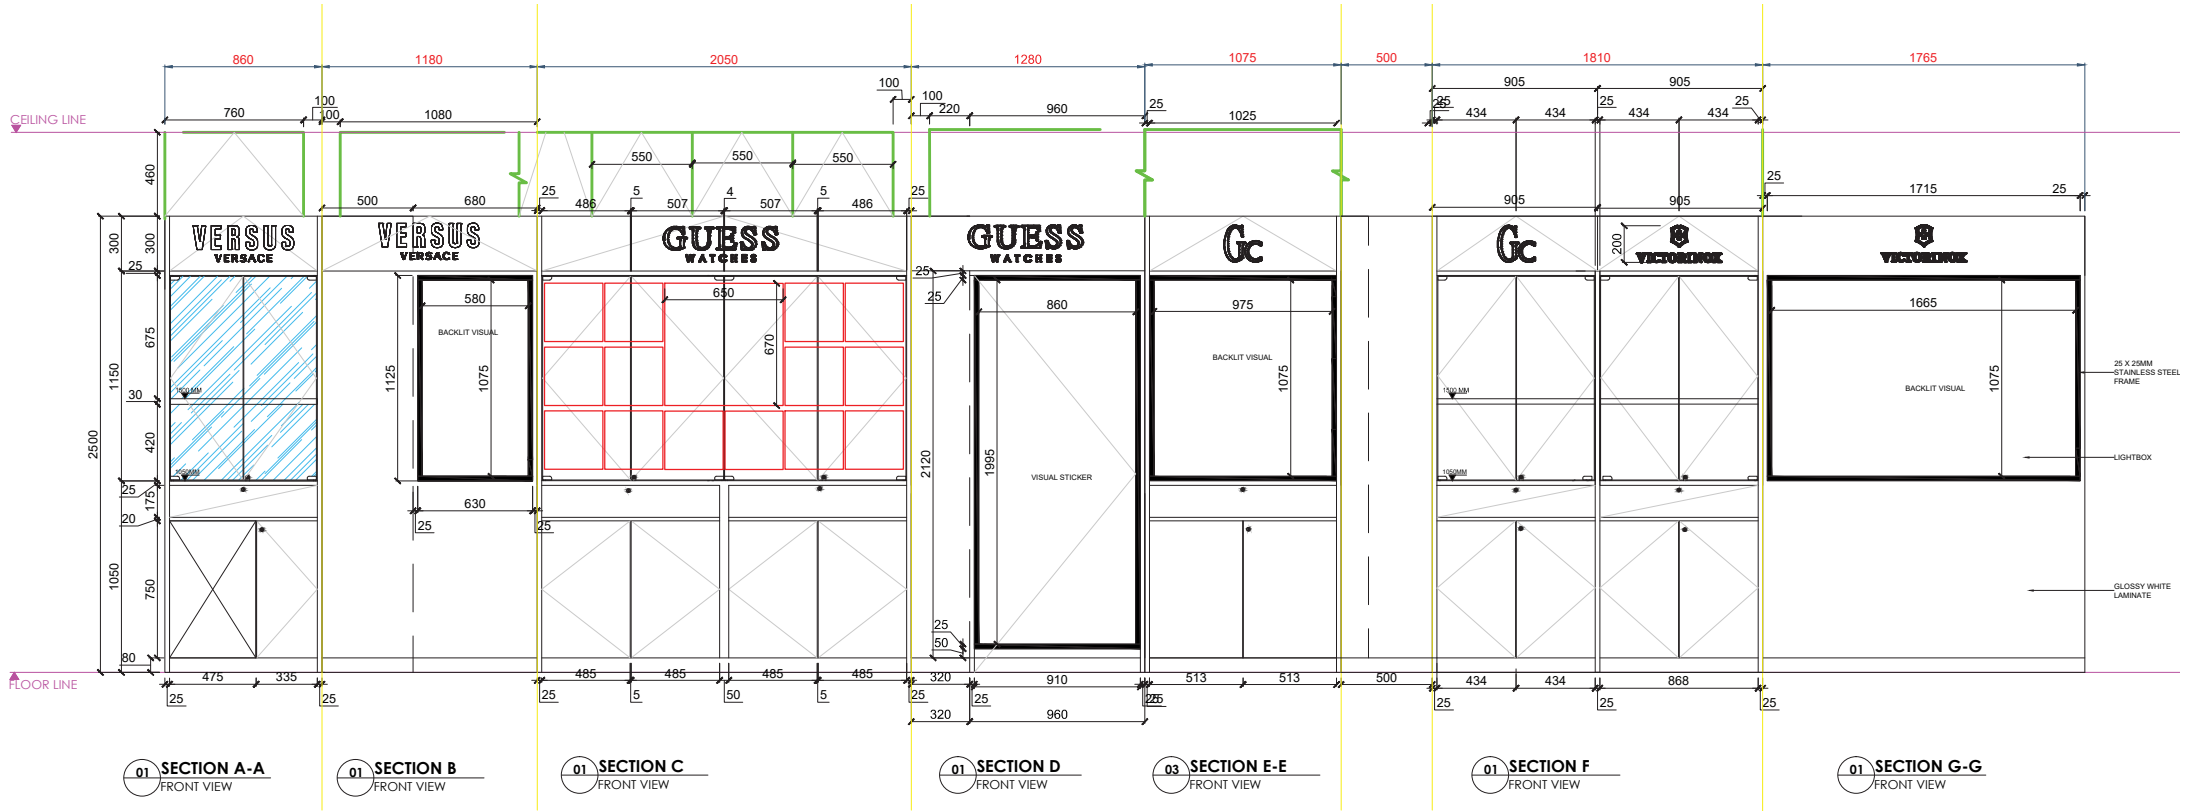 860 1180 2050 1280 1075 500 1810 1765
905 905
100 100 100
760 100 1080 220 960 25 1025 25 434 434 25 434 434 25
CEILING LINE
550 550 550
460
25 5 4 5 25 25
500 680 486 507 507 486 905 905 1715 25
300 300 200
VERSUS VERSUS GUESS GUESS Gc Gc
VERSACE VERSACE WATCHES WATCHES VICTORINOX VICTORINOX
25 25
25
580 650 860 975 1665
BACKLIT VISUAL
675 670
BACKLIT VISUAL
1150 1125 1075 1075 1075
25 X 25MM
STAINLESS STEEL
FRAME
1500 MM 1500 MM
BACKLIT VISUAL
30
2500 420 2120 1995
LIGHTBOX
1050MM 1050MM
VISUAL STICKER
25 175
630
20 25 25
1050 750
GLOSSY WHITE
LAMINATE
25
50
80
FLOOR LINE
475 335 485 485 485 485 320 910 513 513 500 434 434 868
25 25 25 5 50 5 25 25 25 25 25 25
320 960
01 SECTION A-A
FRONT VIEW
01 SECTION B
FRONT VIEW
01 SECTION C
FRONT VIEW
01 SECTION D
FRONT VIEW
03 SECTION E-E
FRONT VIEW
01 SECTION F
FRONT VIEW
01 SECTION G-G
FRONT VIEW